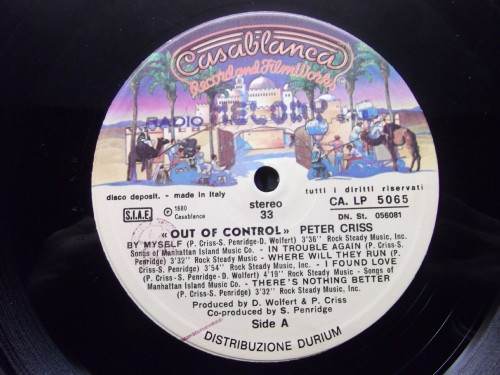 Casablanca
Record and FilmWorks
RADIO MELODY
disco deposit. - made in Italy
stereo
33
tutti i diritti riservati
CA. LP 5065
S.I.A.E.
℗ 1980
Casablanca
DN. St. 056081
«OUT OF CONTROL» PETER CRISS
BY MYSELF (P. Criss-S. Penridge-D. Wolfert) 3'36" Rock Steady Music, Inc.
Songs of Manhattan Island Music Co. - IN TROUBLE AGAIN (P. Criss-S.
Penridge) 3'32" Rock Steady Music, Inc. - WHERE WILL THEY RUN (P.
Criss-S. Penridge) 3'54" Rock Steady Music, Inc. - I FOUND LOVE
(P. Criss-S. Penridge - D. Wolfert) 4'19" Rock Steady Music Inc. - Songs of
Manhattan Island Music Co. - THERE'S NOTHING BETTER
(P. Criss-S. Penridge) 3'32" Rock Steady Music, Inc.
Produced by D. Wolfert & P. Criss
Co-produced by S. Penridge
Side A
DISTRIBUZIONE DURIUM